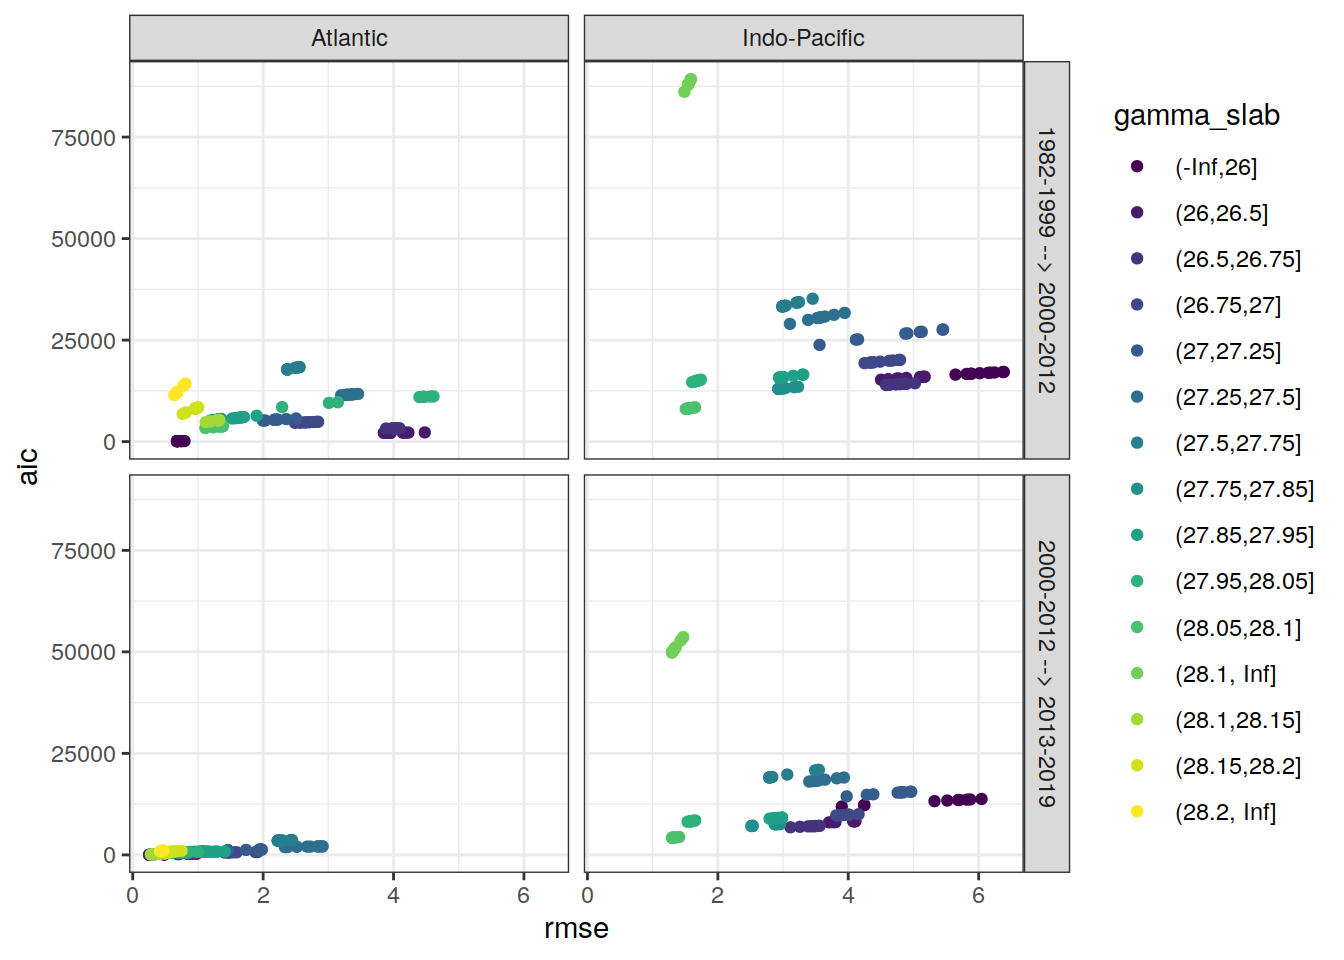 Atlantic
Indo-Pacific
75000
50000
25000
0
1982-1999 --> 2000-2012
75000
50000
25000
0
2000-2012 --> 2013-2019
0
2
4
6
0
2
4
6
rmse
aic
gamma_slab
(-Inf,26]
(26,26.5]
(26.5,26.75]
(26.75,27]
(27,27.25]
(27.25,27.5]
(27.5,27.75]
(27.75,27.85]
(27.85,27.95]
(27.95,28.05]
(28.05,28.1]
(28.1, Inf]
(28.1,28.15]
(28.15,28.2]
(28.2, Inf]